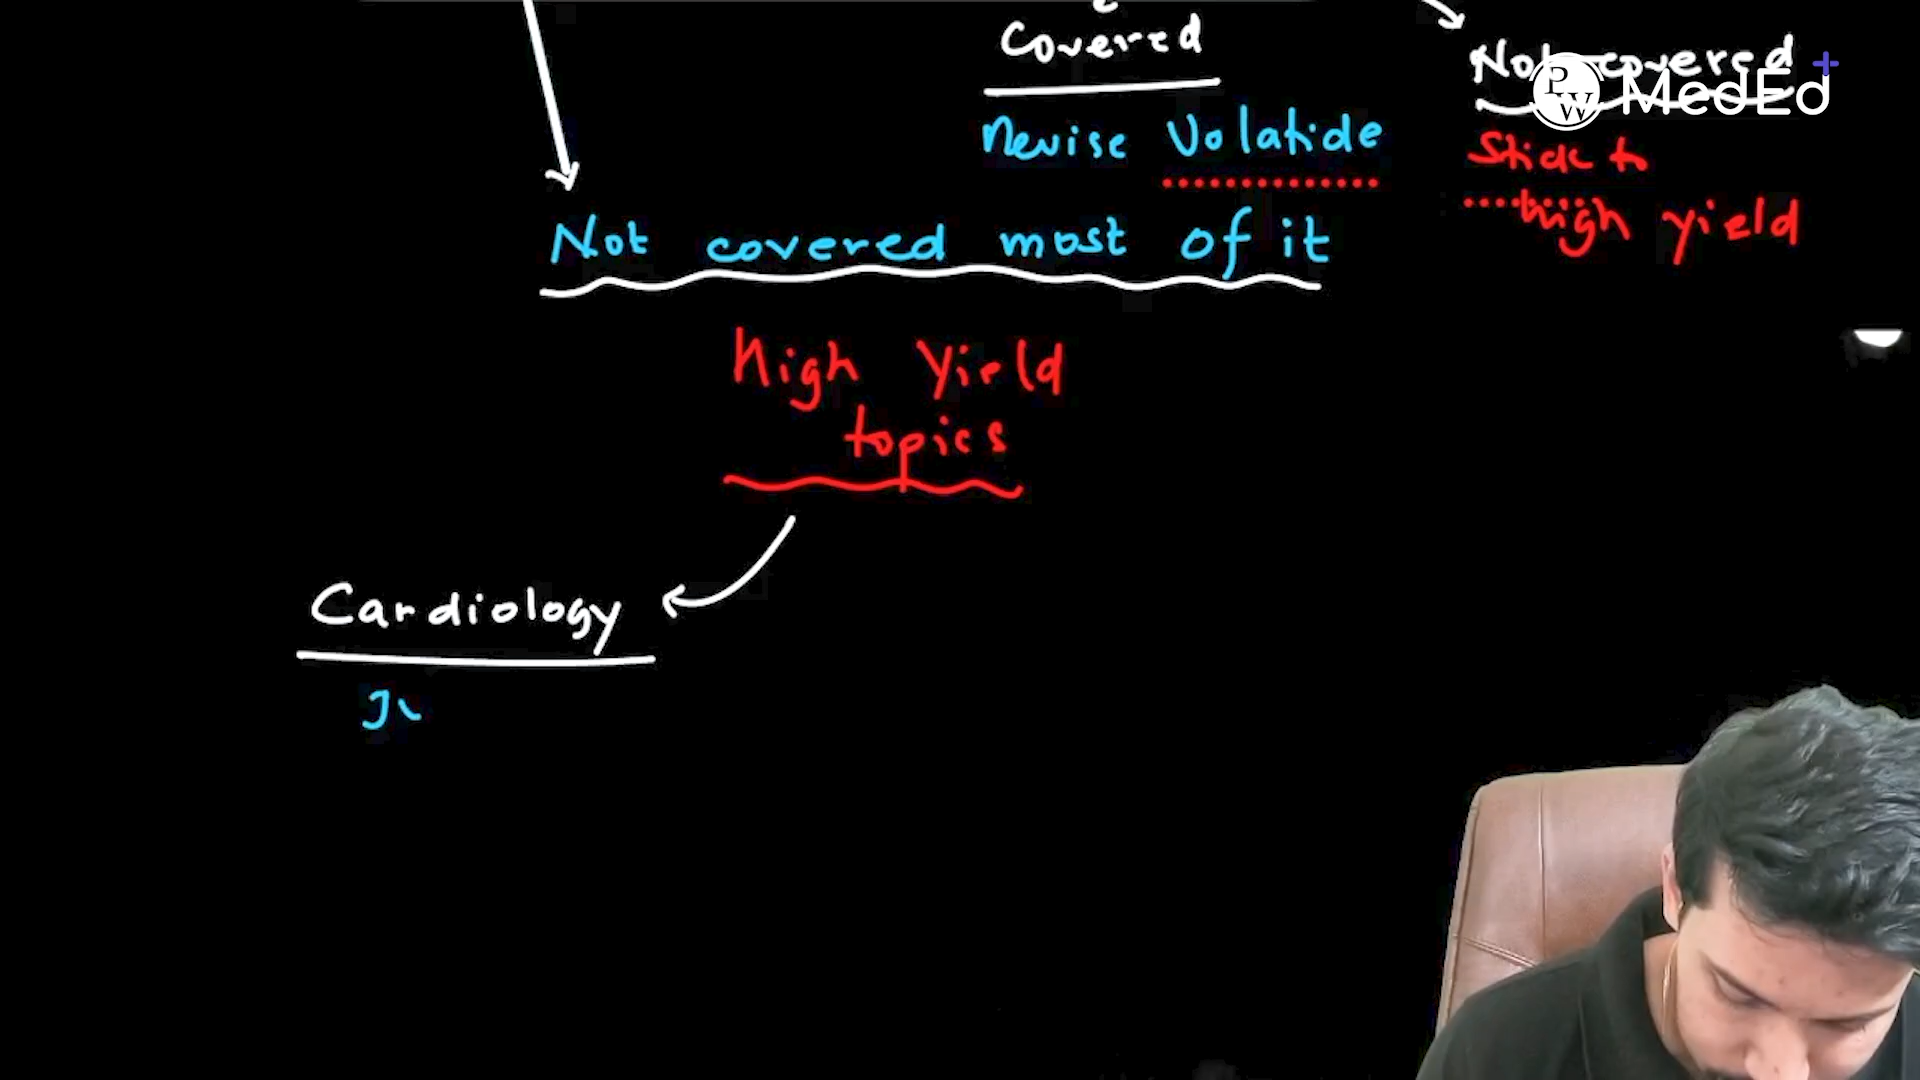 Covered
Not covered
PW MedEd+
Revise Volatide
Stick to
high yield
Not covered most of it
High Yield
topics
Cardiology